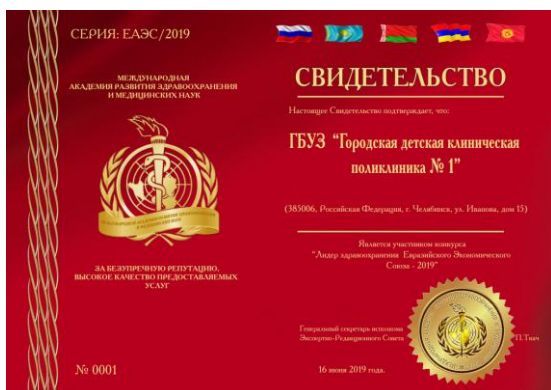 СЕРИЯ: ЕАЭС/2019
МЕЖДУНАРОДНАЯ
АКАДЕМИЯ РАЗВИТИЯ ЗДРАВООХРАНЕНИЯ
И МЕДИЦИНСКИХ НАУК
ЗА БЕЗУПРЕЧНУЮ РЕПУТАЦИЮ,
ВЫСОКОЕ КАЧЕСТВО ПРЕДОСТАВЛЯЕМЫХ
УСЛУГ
№ 0001
СВИДЕТЕЛЬСТВО
Настоящее Свидетельство подтверждает, что:
ГБУЗ “Городская детская клиническая
поликлиника № 1”
(385006, Российская Федерация, г. Челябинск, ул. Иванова, дом 15)
Является участником конкурса
“Лидер здравоохранения Евразийского Экономического
Союза - 2019”
Генеральный секретарь исполкома
Экспертно-Редакционного Совета
П.Ткач
16 июня 2019 года.